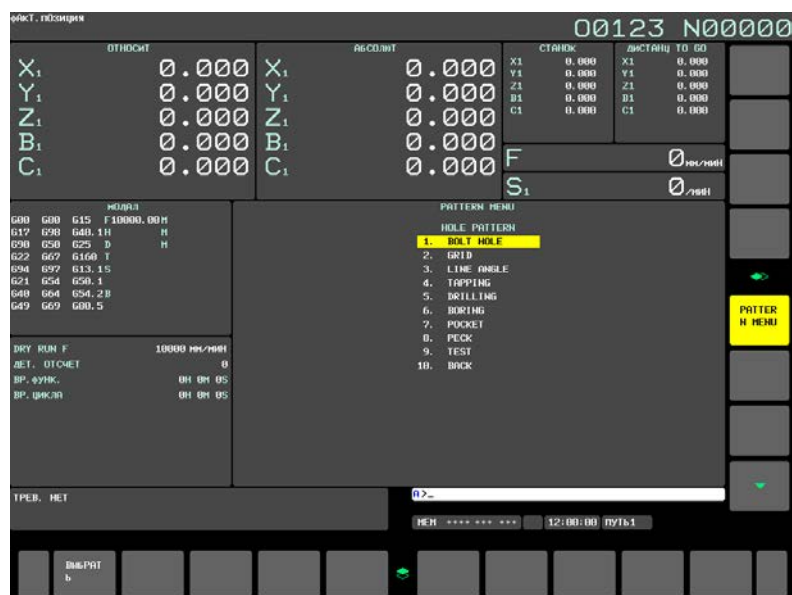 ФАКТ. ПОЗИЦИЯ
O0123 N00000
ОТНОСИТ
X1 0.000
Y1 0.000
Z1 0.000
B1 0.000
C1 0.000
АБСОЛЮТ
X1 0.000
Y1 0.000
Z1 0.000
B1 0.000
C1 0.000
СТАНОК
X1 0.000
Y1 0.000
Z1 0.000
B1 0.000
C1 0.000
ДИСТАНЦ TO GO
X1 0.000
Y1 0.000
Z1 0.000
B1 0.000
C1 0.000
F 0 ММ/МИН
S1 0 /МИН
МОДАЛ
G00 G80 G15 F10000.00 M
G17 G98 G40.1 H M
G90 G50 G25 D M
G22 G67 G160 T
G94 G97 G13.1 S
G21 G54 G50.1
G40 G64 G54.2 B
G49 G69 G80.5
DRY RUN F 10000 ММ/МИН
ДЕТ. ОТСЧЕТ 0
ВР.ФУНК. 0H 0M 0S
ВР.ЦИКЛА 0H 0M 0S
PATTERN MENU
HOLE PATTERN
1. BOLT HOLE
2. GRID
3. LINE ANGLE
4. TAPPING
5. DRILLING
6. BORING
7. POCKET
8. PECK
9. TEST
10. BACK
PATTER
N MENU
ТРЕВ. НЕТ
A>_
MEM **** *** ***
12:00:00
ПУТЬ1
ВЫБРАТ
Ь